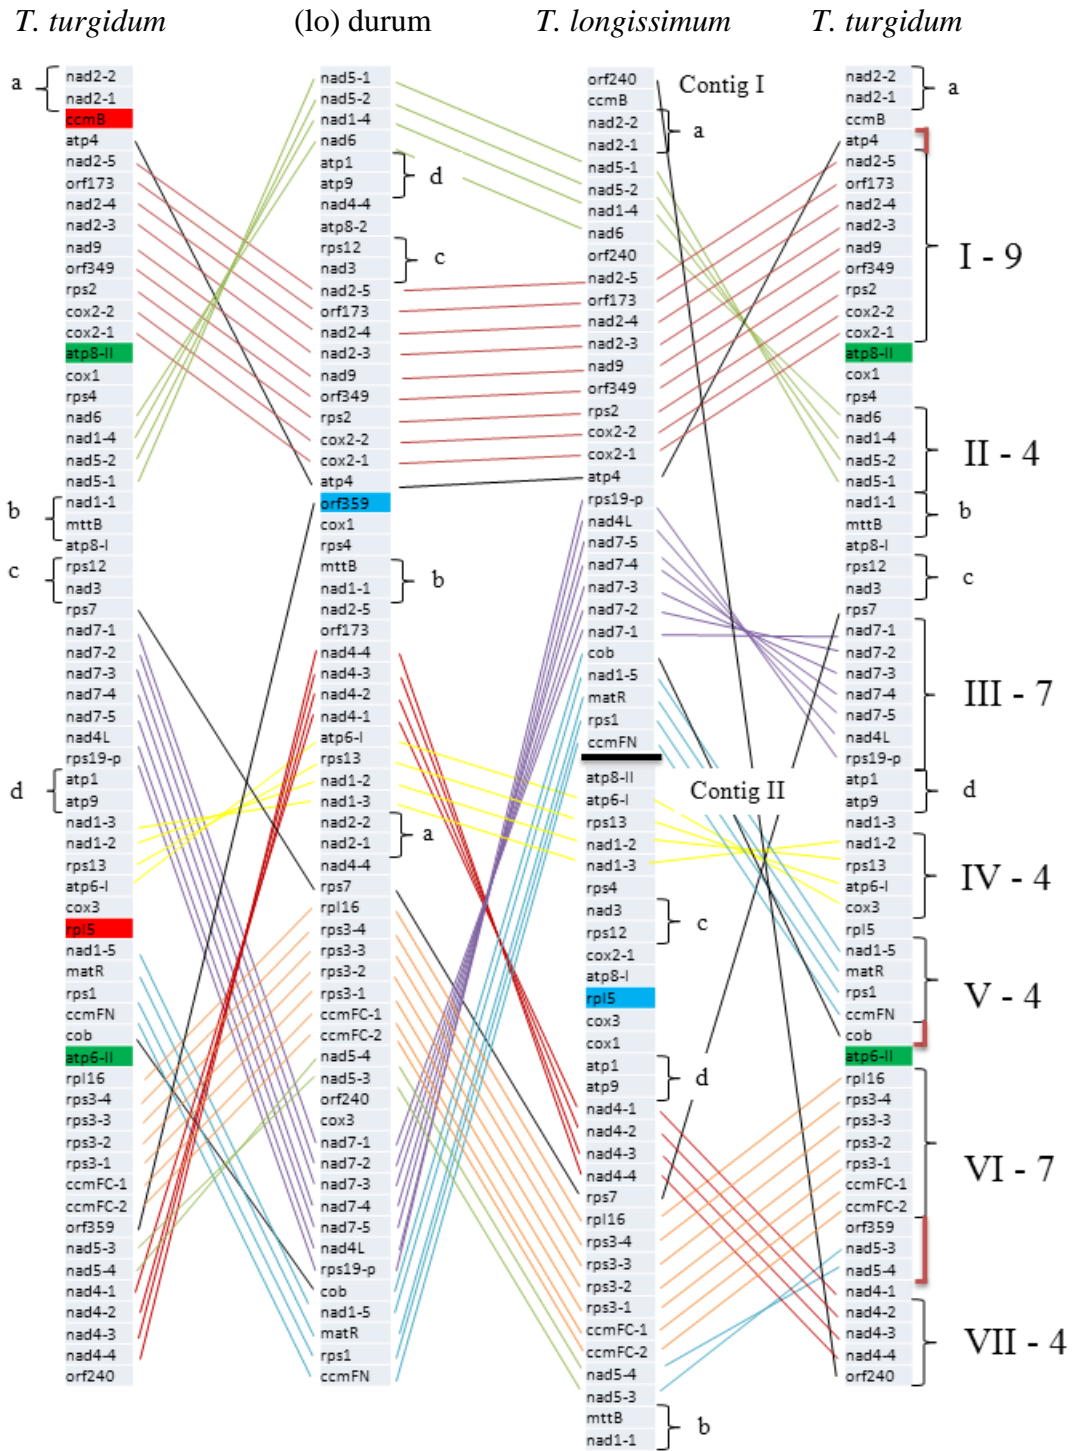 T. turgidum (lo) durum T. longissimum T. turgidum
a
nad2-2
nad2-1
ccmB
atp4
nad2-5
orf173
nad2-4
nad2-3
nad9
orf349
rps2
cox2-2
cox2-1
atp8-II
cox1
rps4
nad6
nad1-4
nad5-2
nad5-1
b
nad1-1
mttB
atp8-I
c
rps12
nad3
rps7
nad7-1
nad7-2
nad7-3
nad7-4
nad7-5
nad4L
rps19-p
d
atp1
atp9
nad1-3
nad1-2
rps13
atp6-I
cox3
rpl5
nad1-5
matR
rps1
ccmFN
cob
atp6-II
rpl16
rps3-4
rps3-3
rps3-2
rps3-1
ccmFC-1
ccmFC-2
orf359
nad5-3
nad5-4
nad4-1
nad4-2
nad4-3
nad4-4
orf240
nad5-1
nad5-2
nad1-4
nad6
atp1
atp9
d
nad4-4
atp8-2
rps12
nad3
c
nad2-5
orf173
nad2-4
nad2-3
nad9
orf349
rps2
cox2-2
cox2-1
atp4
orf359
cox1
rps4
mttB
nad1-1
b
nad2-5
orf173
nad4-4
nad4-3
nad4-2
nad4-1
atp6-I
rps13
nad1-2
nad1-3
nad2-2
nad2-1
a
nad4-4
rps7
rpl16
rps3-4
rps3-3
rps3-2
rps3-1
ccmFC-1
ccmFC-2
nad5-4
nad5-3
orf240
cox3
nad7-1
nad7-2
nad7-3
nad7-4
nad7-5
nad4L
rps19-p
cob
nad1-5
matR
rps1
ccmFN
Contig I
orf240
ccmB
nad2-2
nad2-1
a
nad5-1
nad5-2
nad1-4
nad6
orf240
nad2-5
orf173
nad2-4
nad2-3
nad9
orf349
rps2
cox2-2
cox2-1
atp4
rps19-p
nad4L
nad7-5
nad7-4
nad7-3
nad7-2
nad7-1
cob
nad1-5
matR
rps1
ccmFN
Contig II
atp8-II
atp6-I
rps13
nad1-2
nad1-3
rps4
nad3
rps12
c
cox2-1
atp8-I
rpl5
cox3
cox1
atp1
atp9
d
nad4-1
nad4-2
nad4-3
nad4-4
rps7
rpl16
rps3-4
rps3-3
rps3-2
rps3-1
ccmFC-1
ccmFC-2
nad5-4
nad5-3
mttB
nad1-1
b
nad2-2
nad2-1
a
ccmB
atp4
nad2-5
orf173
nad2-4
nad2-3
nad9
orf349
rps2
cox2-2
cox2-1
I - 9
atp8-II
cox1
rps4
nad6
nad1-4
nad5-2
nad5-1
II - 4
nad1-1
mttB
b
atp8-I
rps12
nad3
c
rps7
nad7-1
nad7-2
nad7-3
nad7-4
nad7-5
nad4L
rps19-p
III - 7
atp1
atp9
d
nad1-3
nad1-2
rps13
atp6-I
cox3
IV - 4
rpl5
nad1-5
matR
rps1
ccmFN
cob
V - 4
atp6-II
rpl16
rps3-4
rps3-3
rps3-2
rps3-1
ccmFC-1
ccmFC-2
VI - 7
orf359
nad5-3
nad5-4
nad4-1
nad4-2
nad4-3
nad4-4
orf240
VII - 4